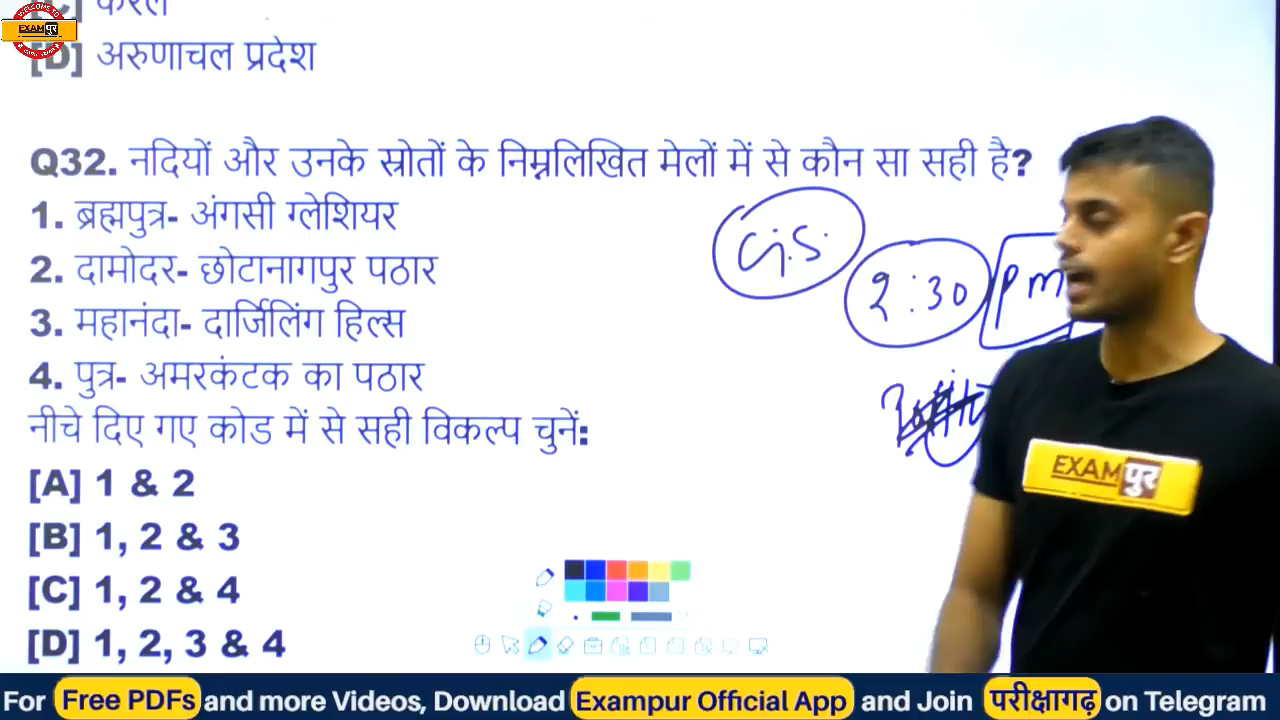 WELCOME TO
EXAMपुर
[C] केरल
[D] अरुणाचल प्रदेश
Q32. नदियों और उनके स्रोतों के निम्नलिखित मेलों में से कौन सा सही है?
1. ब्रह्मपुत्र- अंगसी ग्लेशियर
G.S.
2. दामोदर- छोटानागपुर पठार
2:30 pm
3. महानंदा- दार्जिलिंग हिल्स
4. पुत्र- अमरकंटक का पठार
नीचे दिए गए कोड में से सही विकल्प चुनें:
EXAMपुर
[A] 1 & 2
[B] 1, 2 & 3
[C] 1, 2 & 4
[D] 1, 2, 3 & 4
For Free PDFs and more Videos, Download Exampur Official App and Join परीक्षागढ़ on Telegram